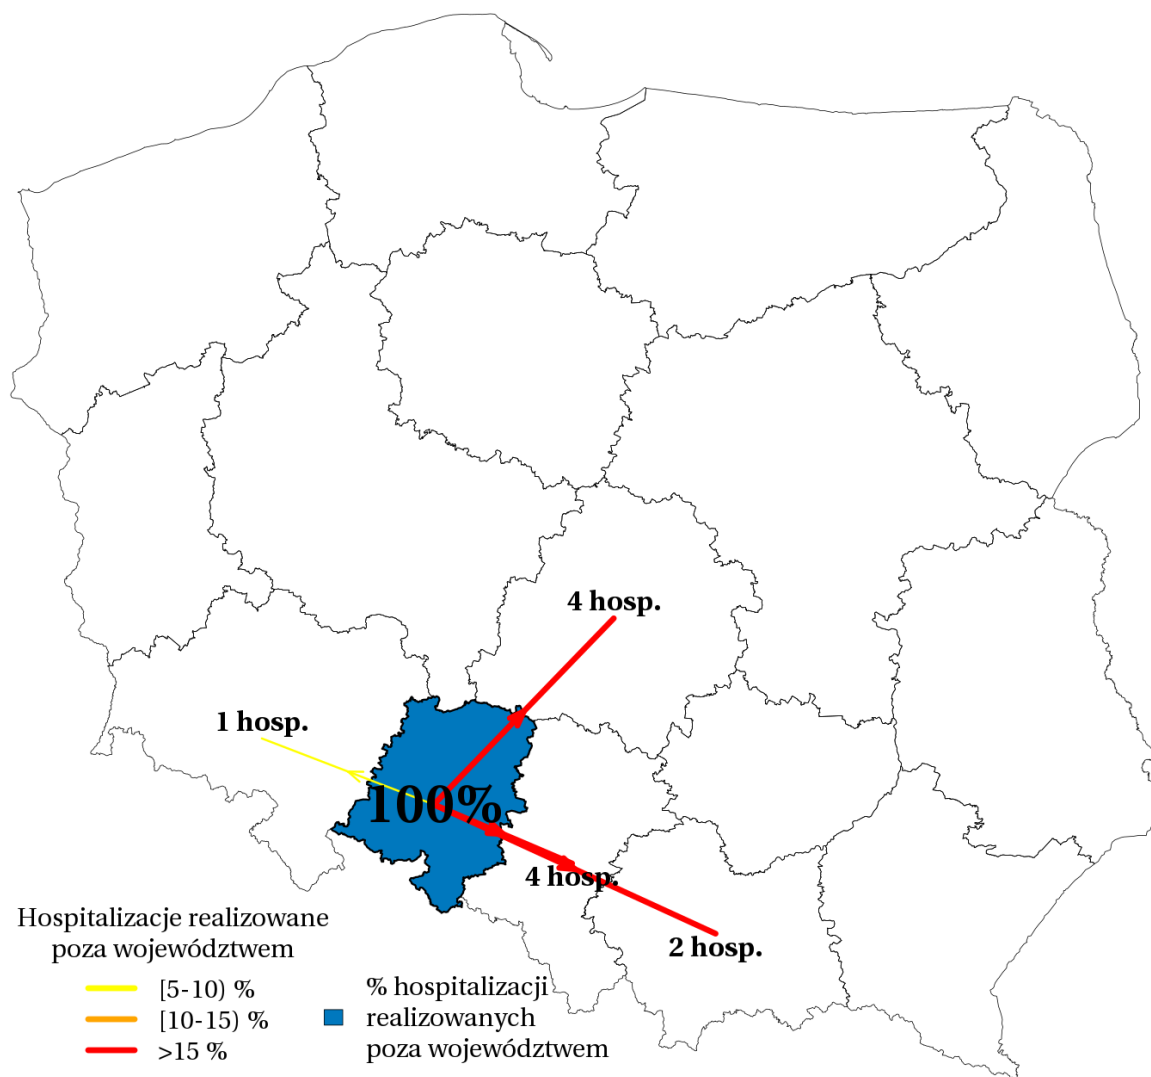 4 hosp.
1 hosp.
100%
4 hosp.
2 hosp.
Hospitalizacje realizowane
poza województwem
[5-10) %
[10-15) %
>15 %
% hospitalizacji
realizowanych
poza województwem